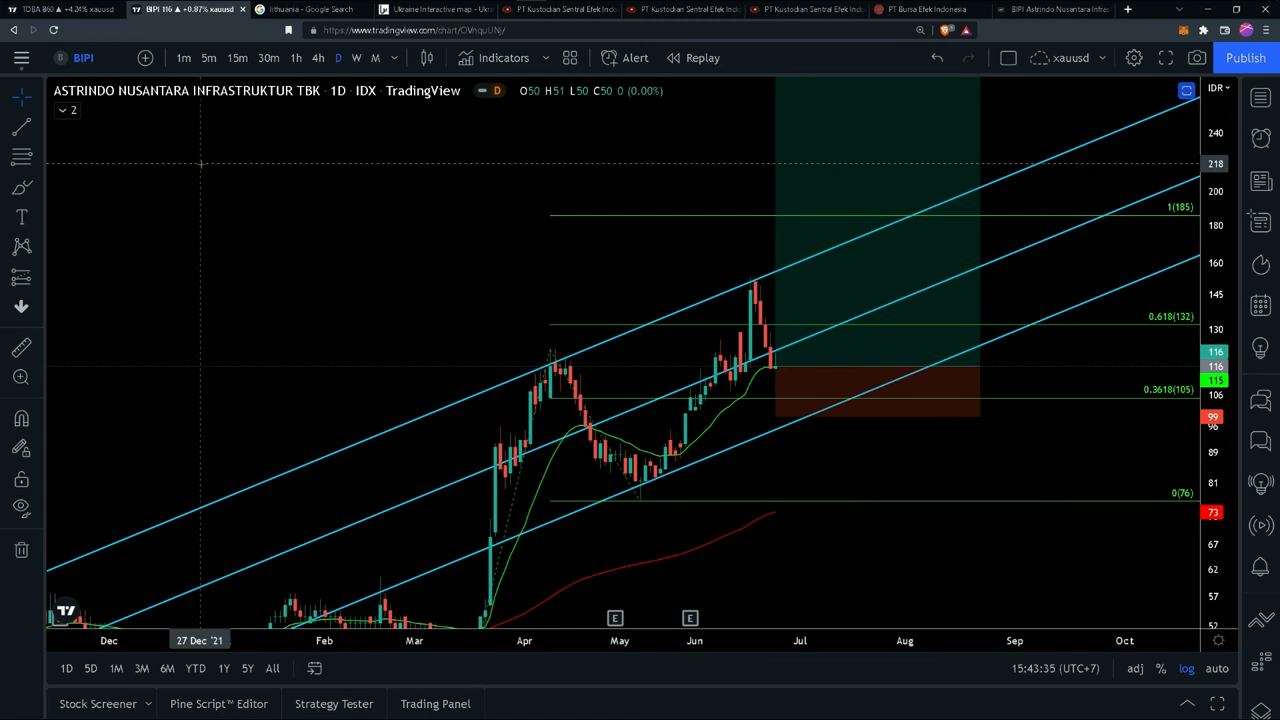 TDBA 860 ▲ +4.24% xauusd
BIPI 116 ▲ +0.87% xauusd
lithuania - Google Search
Ukraine Interactive map - Ukr
PT Kustodian Sentral Efek Indo
PT Kustodian Sentral Efek Indo
PT Kustodian Sentral Efek Indo
PT Bursa Efek Indonesia
BIPI Astrindo Nusantara Infras
https://www.tradingview.com/chart/OVnquUNj/
BIPI
1m 5m 15m 30m 1h 4h D W M
Indicators
Alert
Replay
xauusd
Publish
ASTRINDO NUSANTARA INFRASTRUKTUR TBK · 1D · IDX · TradingView
D
O50 H51 L50 C50 0 (0.00%)
IDR
2
240
218
200
1(185)
180
160
145
130
0.618(132)
116
116
115
0.3618(105)
106
99
96
89
81
0(76)
73
67
62
57
52
E
E
Dec
27 Dec '21
Feb
Mar
Apr
May
Jun
Jul
Aug
Sep
Oct
1D 5D 1M 3M 6M YTD 1Y 5Y All
15:43:35 (UTC+7)
adj % log auto
Stock Screener
Pine Script™ Editor
Strategy Tester
Trading Panel